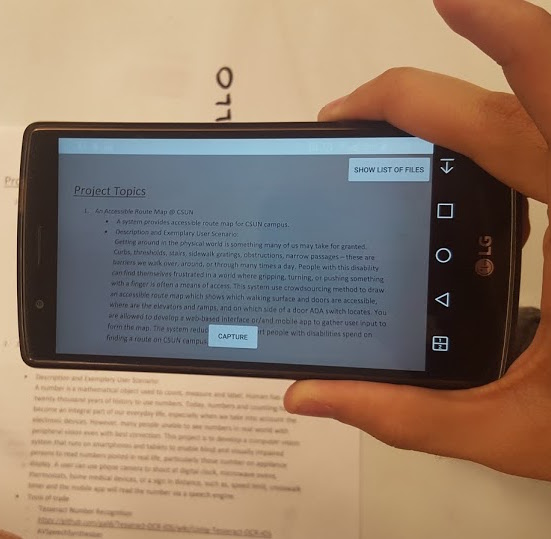 OLLO
SHOW LIST OF FILES
Project Topics
1. An Accessible Route Map @ CSUN
• A system provides accessible route map for CSUN campus.
• Description and Exemplary User Scenario:
Getting around in the physical world is something many of us may take for granted.
Curbs, thresholds, stairs, sidewalk gratings, obstructions, narrow passages – these are
barriers we walk over, around, or through many times a day. People with this disability
can find themselves frustrated in a world where gripping, turning, or pushing something
with a finger is often a means of access. This system use crowdsourcing method to draw
an accessible route map which shows which walking surface and doors are accessible,
where are the elevators and ramps, and on which side of a door ADA switch locates. You
are allowed to develop a web-based interface pc/and mobile app to gather user input to
form the map. The system reduc people with disabilities spend on
finding a route on CSUN campus
CAPTURE
LG
• Description and Exemplary User Scenario:
A number is a mathematical object used to count, measure and label. Human has
twenty thousand years of history to use numbers. Today, numbers and counting
become an integral part of our everyday life, especially when we take into account the
electronic devices. However, many people unable to see numbers in real world with
peripheral vision even with best correction. This project is to develop a computer vision
system that runs on smartphones and tablets to enable blind and visually impaired
persons to read numbers posted in real life, particularly those number on appliance
display. A user can use phone camera to shoot at digital clock, microwave ovens,
thermostats, home medical devices, or a sign in distance, such as, speed limit, crosswalk
timer and the mobile app will read the number via a speech engine.
• Tools of trade
Tesseract Number Recognition
https://github.com/gali8/Tesseract-OCR-iOS/wiki/Using-Tesseract-OCR-iOS
AVSpeechSynthesizer